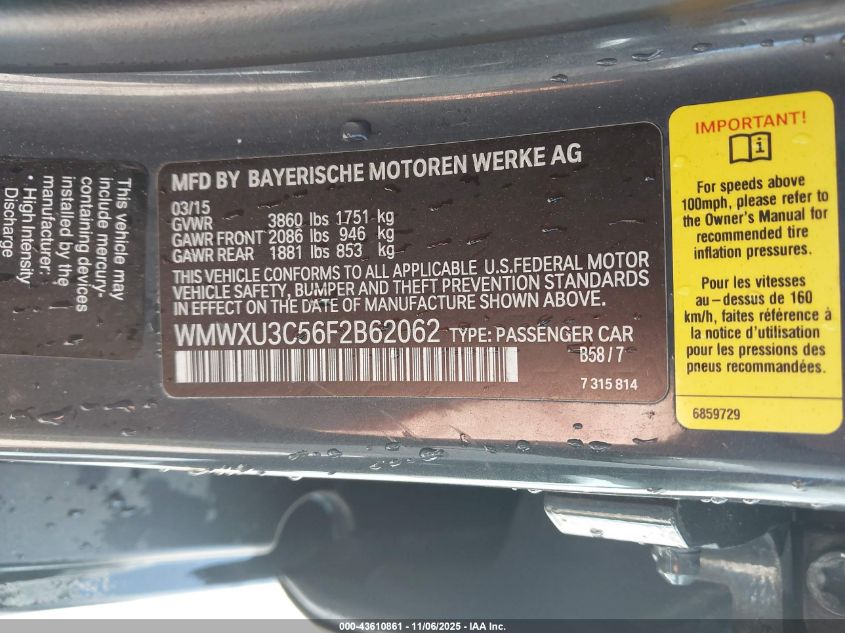 This vehicle may
include mercury-
containing devices
installed by the
manufacturer:
• High Intensity
Discharge
MFD BY BAYERISCHE MOTOREN WERKE AG
03/15
GVWR 3860 lbs 1751 kg
GAWR FRONT 2086 lbs 946 kg
GAWR REAR 1881 lbs 853 kg
THIS VEHICLE CONFORMS TO ALL APPLICABLE U.S.FEDERAL MOTOR
VEHICLE SAFETY, BUMPER AND THEFT PREVENTION STANDARDS
IN EFFECT ON THE DATE OF MANUFACTURE SHOWN ABOVE.
WMWXU3C56F2B62062 TYPE: PASSENGER CAR
B58/7
7 315 814
IMPORTANT!
For speeds above
100mph, please refer to
the Owner's Manual for
recommended tire
inflation pressures.
Pour les vitesses
au-dessus de 160
km/h, faites référence à
la notice d'utilisation
pour les pressions des
pneus recommandées.
6859729
000-43610861 - 11/06/2025 - IAA Inc.